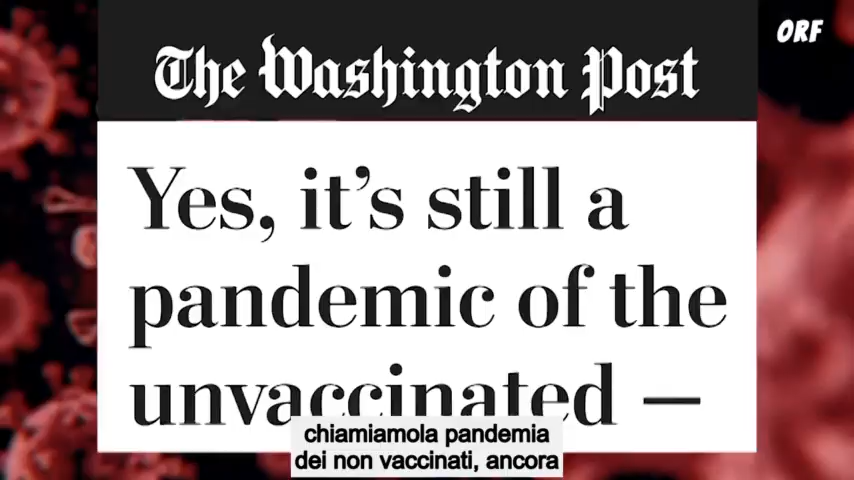 ORF
The Washington Post
Yes, it's still a
pandemic of the
unvaccinated —
chiamiamola pandemia
dei non vaccinati, ancora